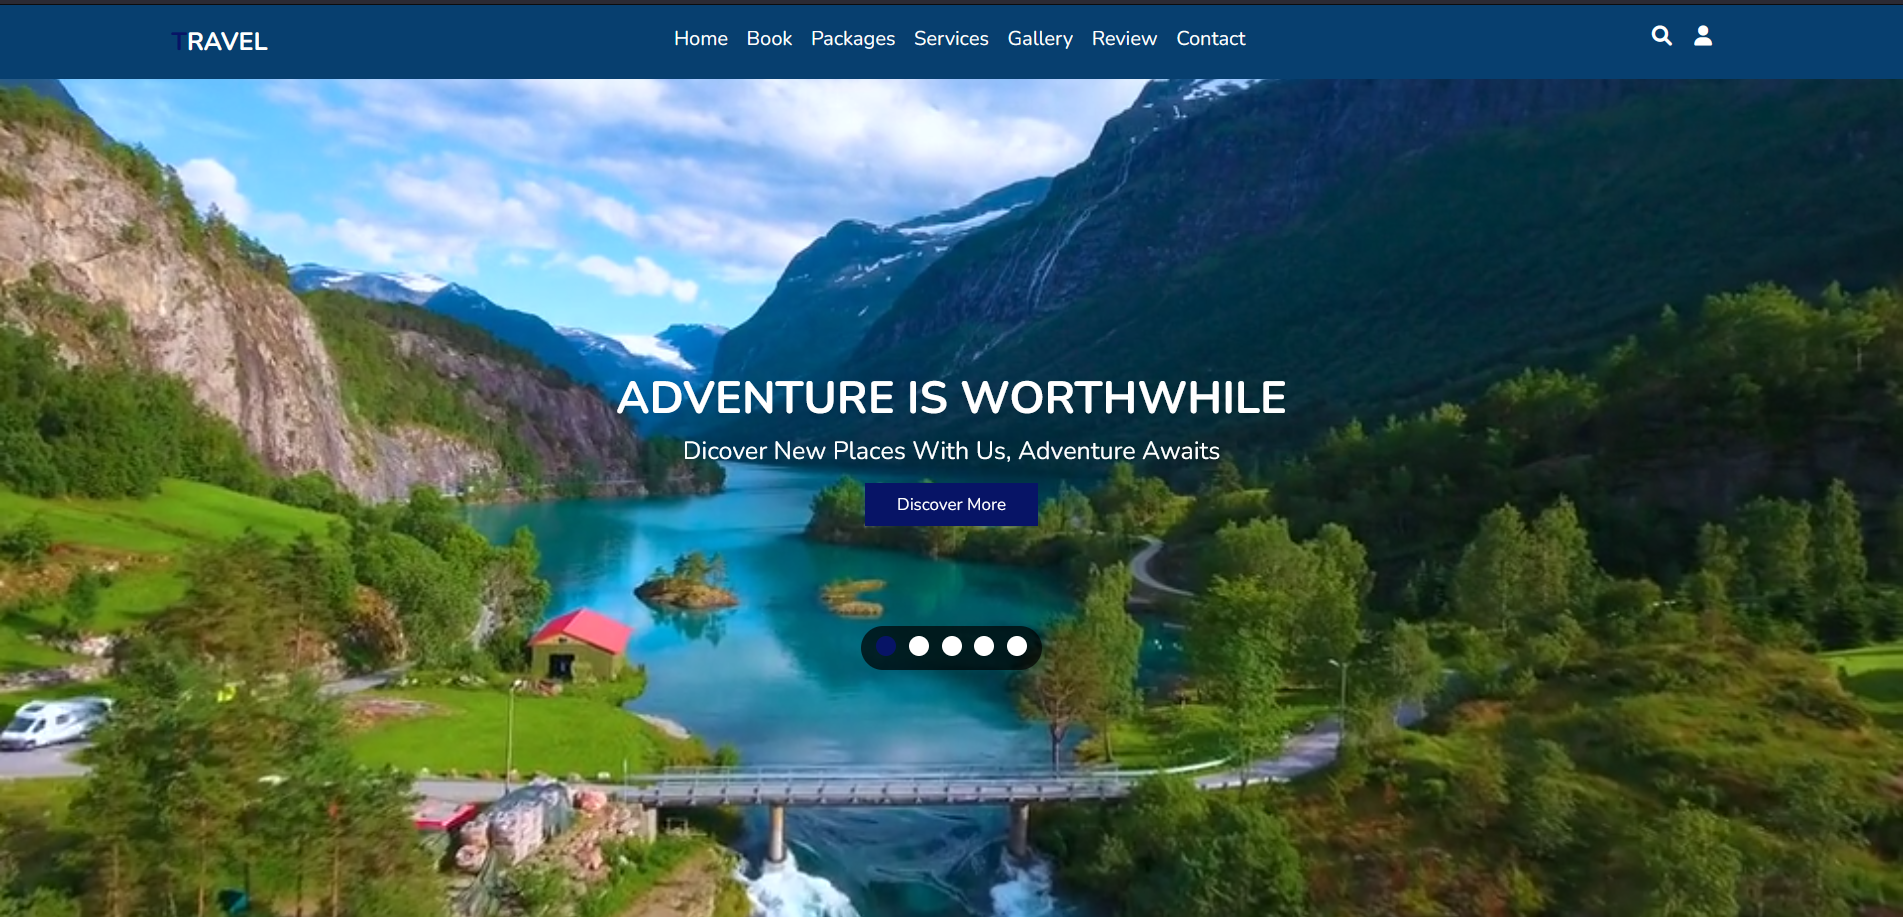 TRAVEL
Home Book Packages Services Gallery Review Contact
ADVENTURE IS WORTHWHILE
Dicover New Places With Us, Adventure Awaits
Discover More